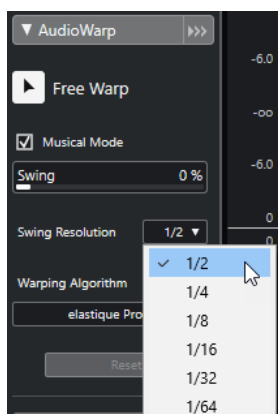 ▼ AudioWarp >>>
-6.0
Free Warp
-oo
Musical Mode
-6.0
Swing 0 %
0
Swing Resolution 1/2 ▼
0
✓ 1/2
1/4
Warping Algorithm
1/8
elastique Pro
1/16
Reset
1/32
1/64